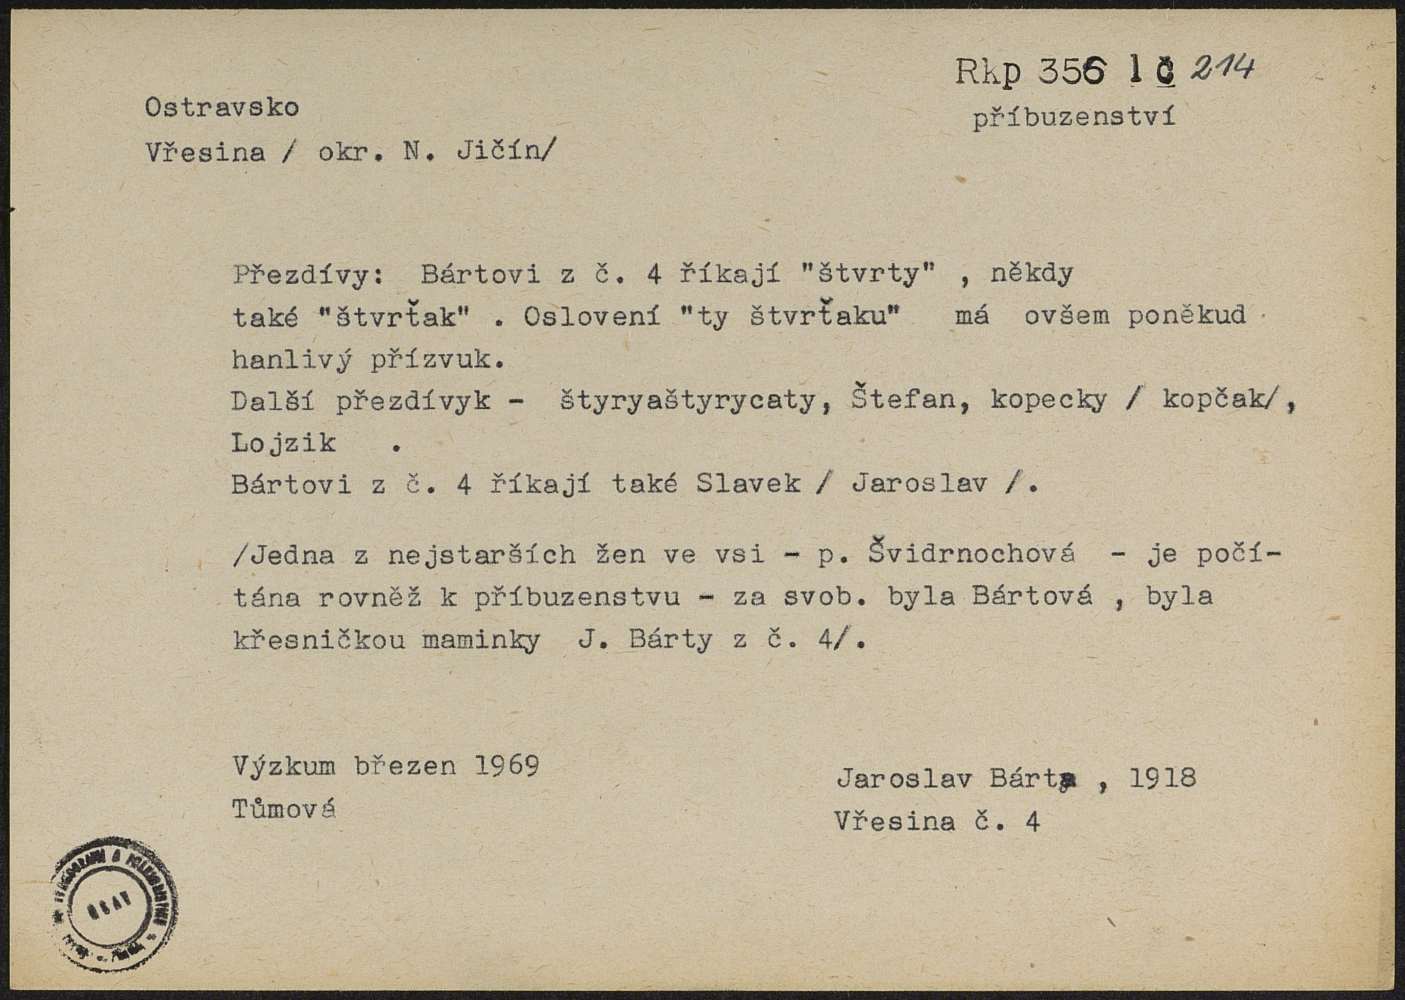 Rkp 356 1 č 214
Ostravsko
příbuzenství
Vřesina / okr. N. Jičín/
Přezdívy: Bártovi z č. 4 říkají "štvrty" , někdy
také "štvrťak" . Oslovení "ty štvrťaku" má ovšem poněkud
hanlivý přízvuk.
Další přezdívyk - štyryaštyrycaty, Štefan, kopecky / kopčak/,
Lojzik .
Bártovi z č. 4 říkají také Slavek / Jaroslav /.
/Jedna z nejstarších žen ve vsi - p. Švidrnochová - je počí-
tána rovněž k příbuzenstvu - za svob. byla Bártová , byla
křesničkou maminky J. Bárty z č. 4/.
Výzkum březen 1969
Tůmová
Jaroslav Bárta , 1918
Vřesina č. 4
ČSAV